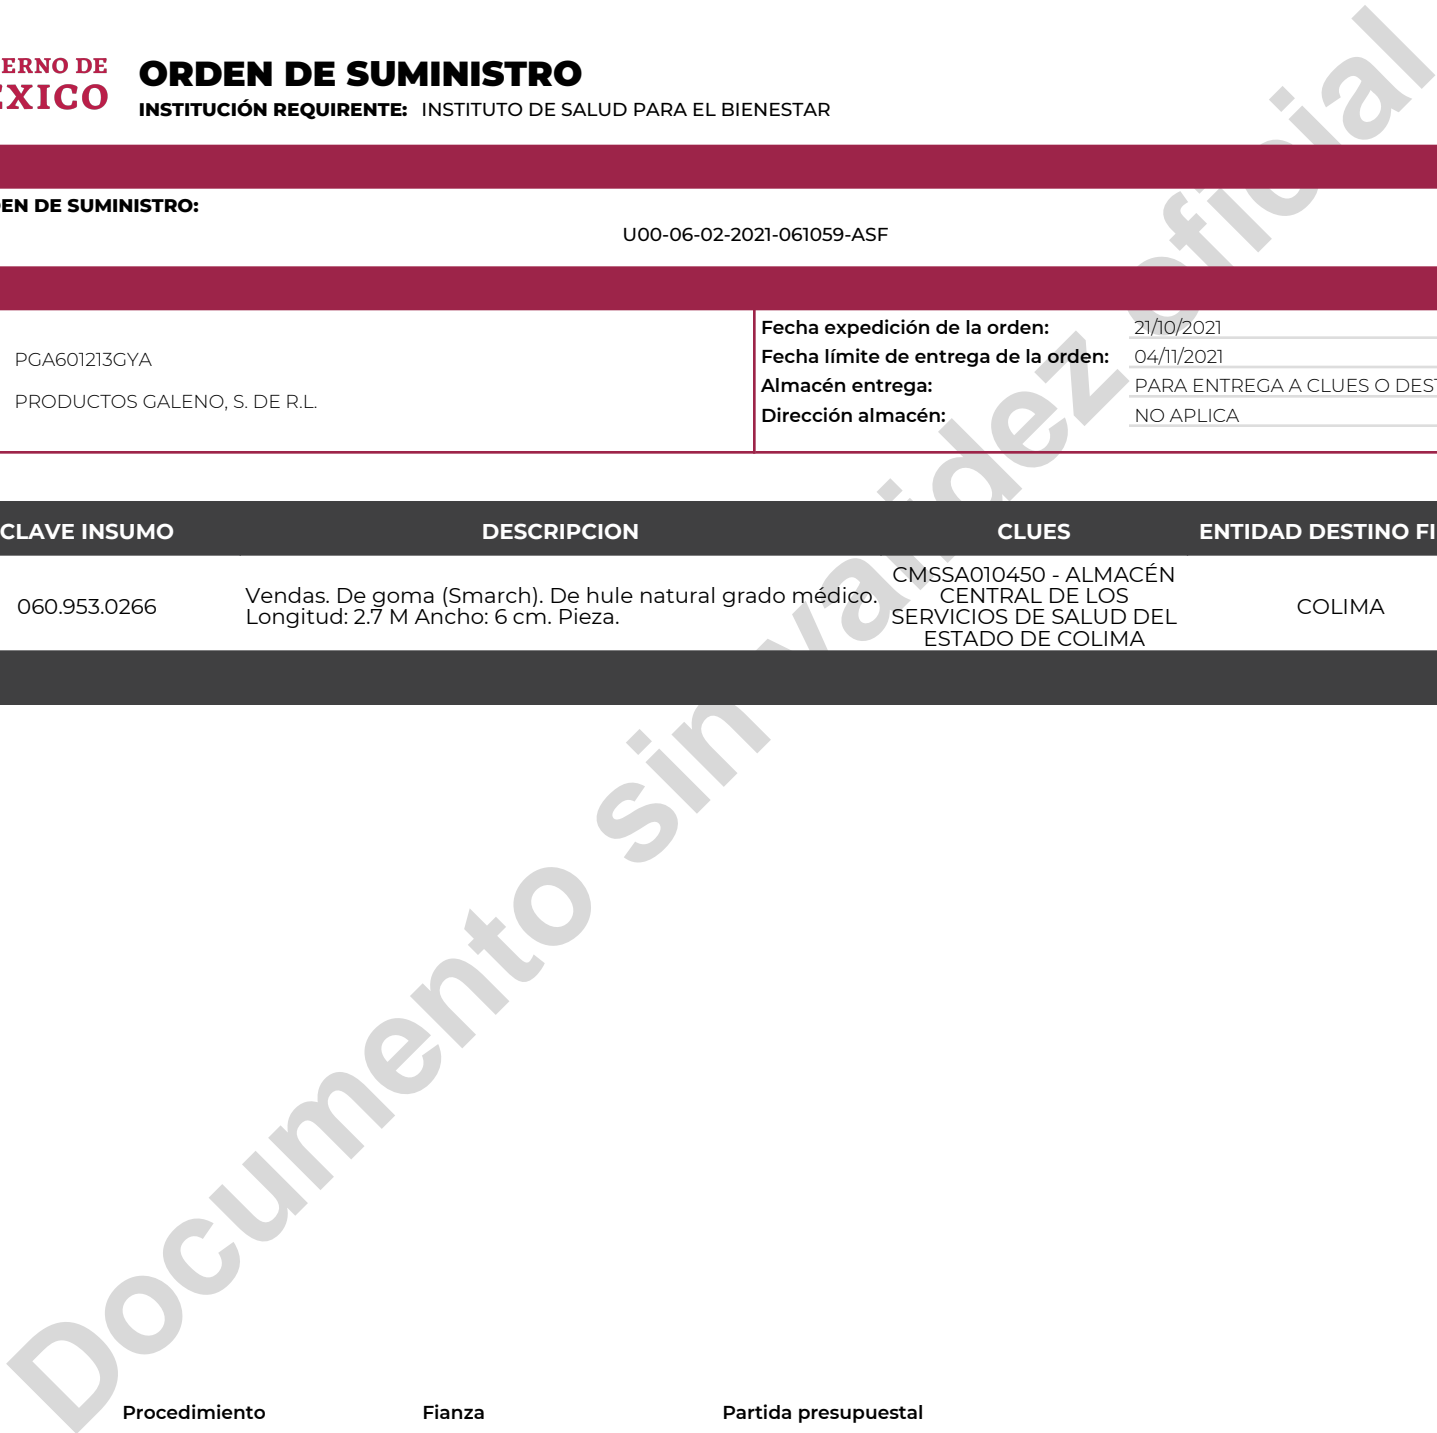 ERNO DE
ÉXICO
ORDEN DE SUMINISTRO
INSTITUCIÓN REQUIRENTE: INSTITUTO DE SALUD PARA EL BIENESTAR
EN DE SUMINISTRO:
U00-06-02-2021-061059-ASF
PGA601213GYA
PRODUCTOS GALENO, S. DE R.L.
Fecha expedición de la orden: 21/10/2021
Fecha límite de entrega de la orden: 04/11/2021
Almacén entrega: PARA ENTREGA A CLUES O DEST
Dirección almacén: NO APLICA
CLAVE INSUMO DESCRIPCION CLUES ENTIDAD DESTINO FI
060.953.0266
Vendas. De goma (Smarch). De hule natural grado médico.
Longitud: 2.7 M Ancho: 6 cm. Pieza.
CMSSA010450 - ALMACÉN
CENTRAL DE LOS
SERVICIOS DE SALUD DEL
ESTADO DE COLIMA
COLIMA
Documento sin validez oficial
Procedimiento Fianza Partida presupuestal